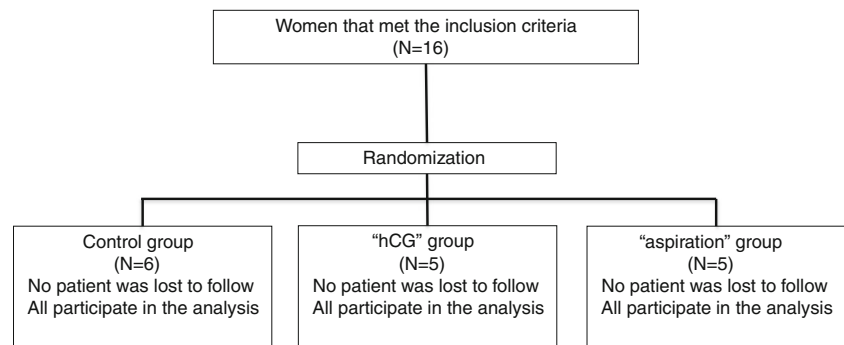 Women that met the inclusion criteria
(N=16)
Randomization
Control group
(N=6)
No patient was lost to follow
All participate in the analysis
“hCG” group
(N=5)
No patient was lost to follow
All participate in the analysis
“aspiration” group
(N=5)
No patient was lost to follow
All participate in the analysis